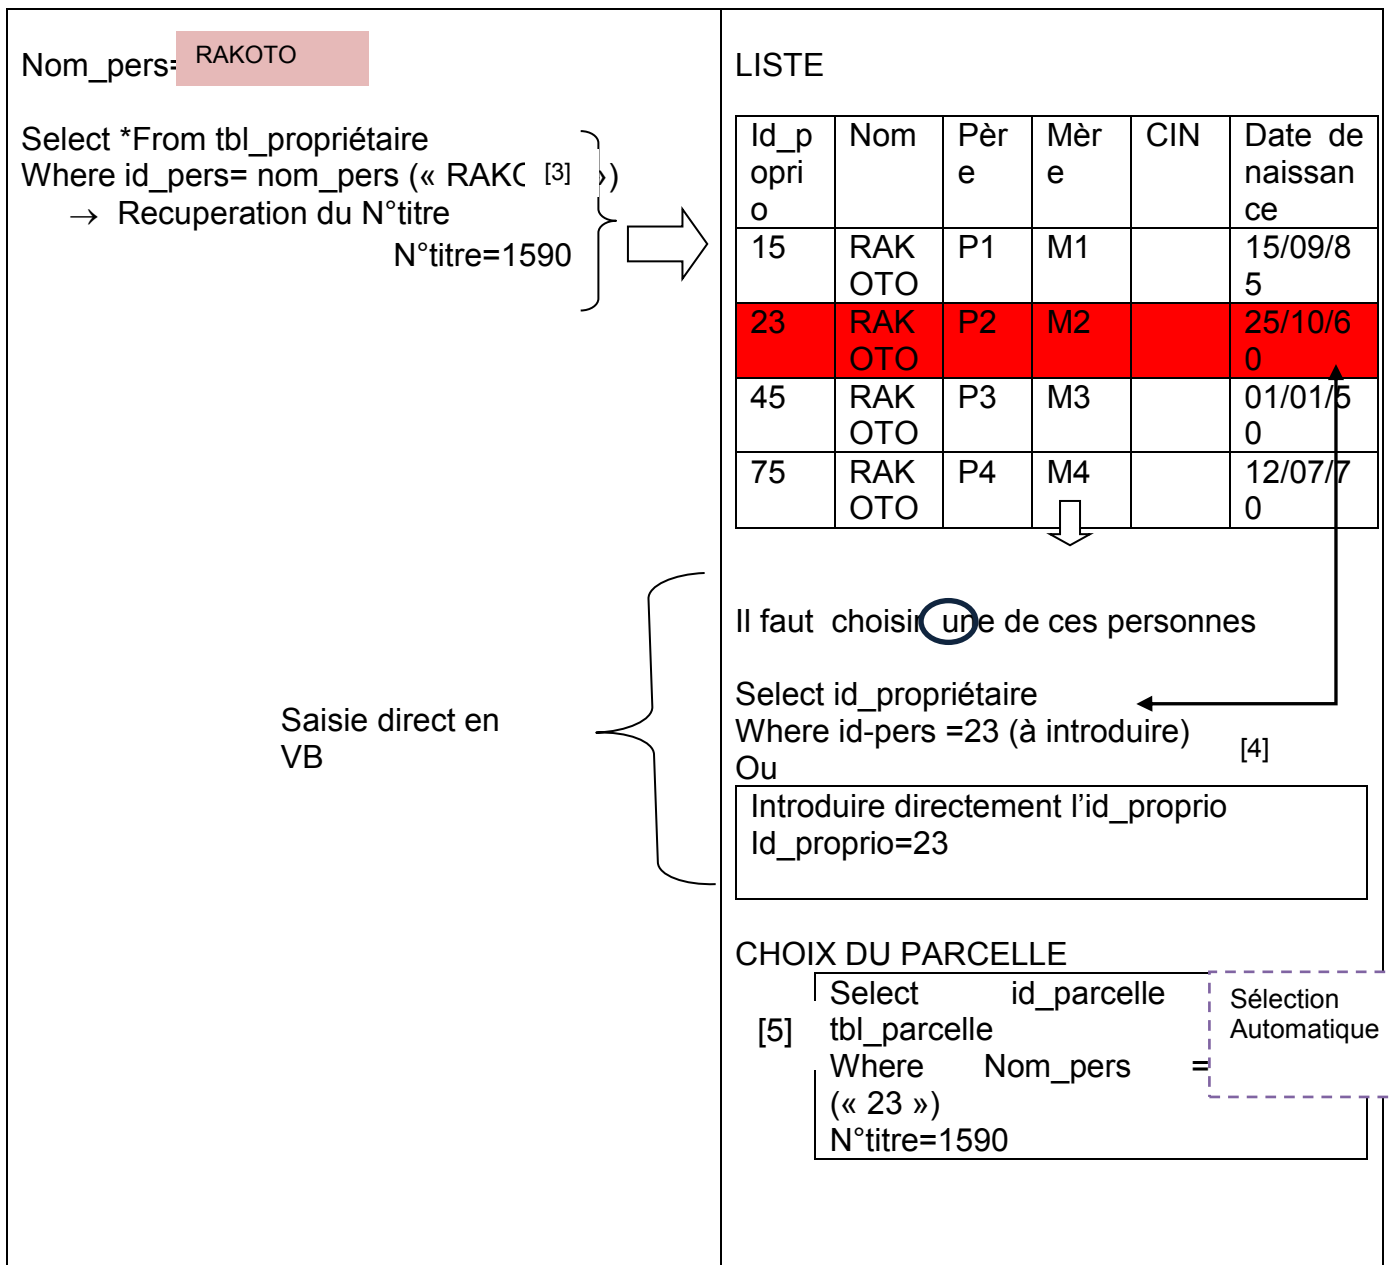 Nom_pers=
RAKOTO
Select *From tbl_propriétaire
Where id_pers= nom_pers (« RAKO [3] »)
→ Recuperation du N°titre
N°titre=1590
Saisie direct en
VB
LISTE
Id_p Nom Pèr Mèr CIN Date de
opri e e naissan
o ce
15 RAK P1 M1 15/09/8
OTO 5
23 RAK P2 M2 25/10/6
OTO 0
45 RAK P3 M3 01/01/5
OTO 0
75 RAK P4 M4 12/07/7
OTO 0
Il faut choisir une de ces personnes
Select id_propriétaire
Where id-pers =23 (à introduire)
[4]
Ou
Introduire directement l’id_proprio
Id_proprio=23
CHOIX DU PARCELLE
Select id_parcelle
[5] tbl_parcelle
Where Nom_pers =
(« 23 »)
N°titre=1590
Sélection
Automatique